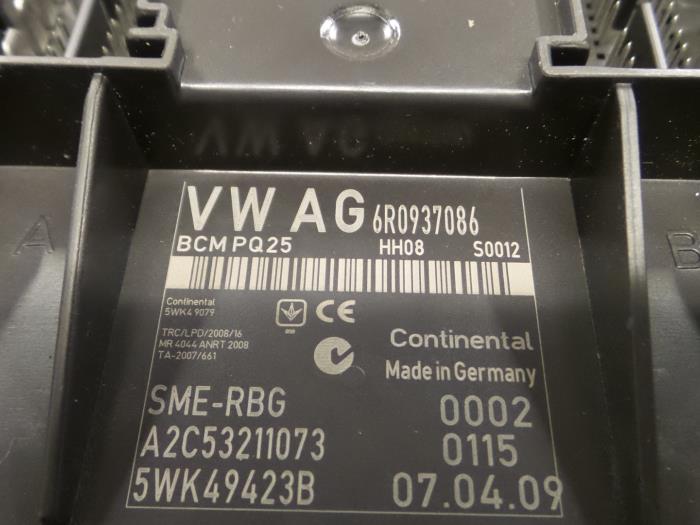 VW AG 6R0937086
BCM PQ25 HH08 S0012
Continental
5WK4 9079
TRC/LPD/2008/16
MR 4044 ANRT 2008
TA-2007/661
CE
Continental
Made in Germany
SME-RBG 0002
A2C53211073 0115
5WK49423B 07.04.09
A
B